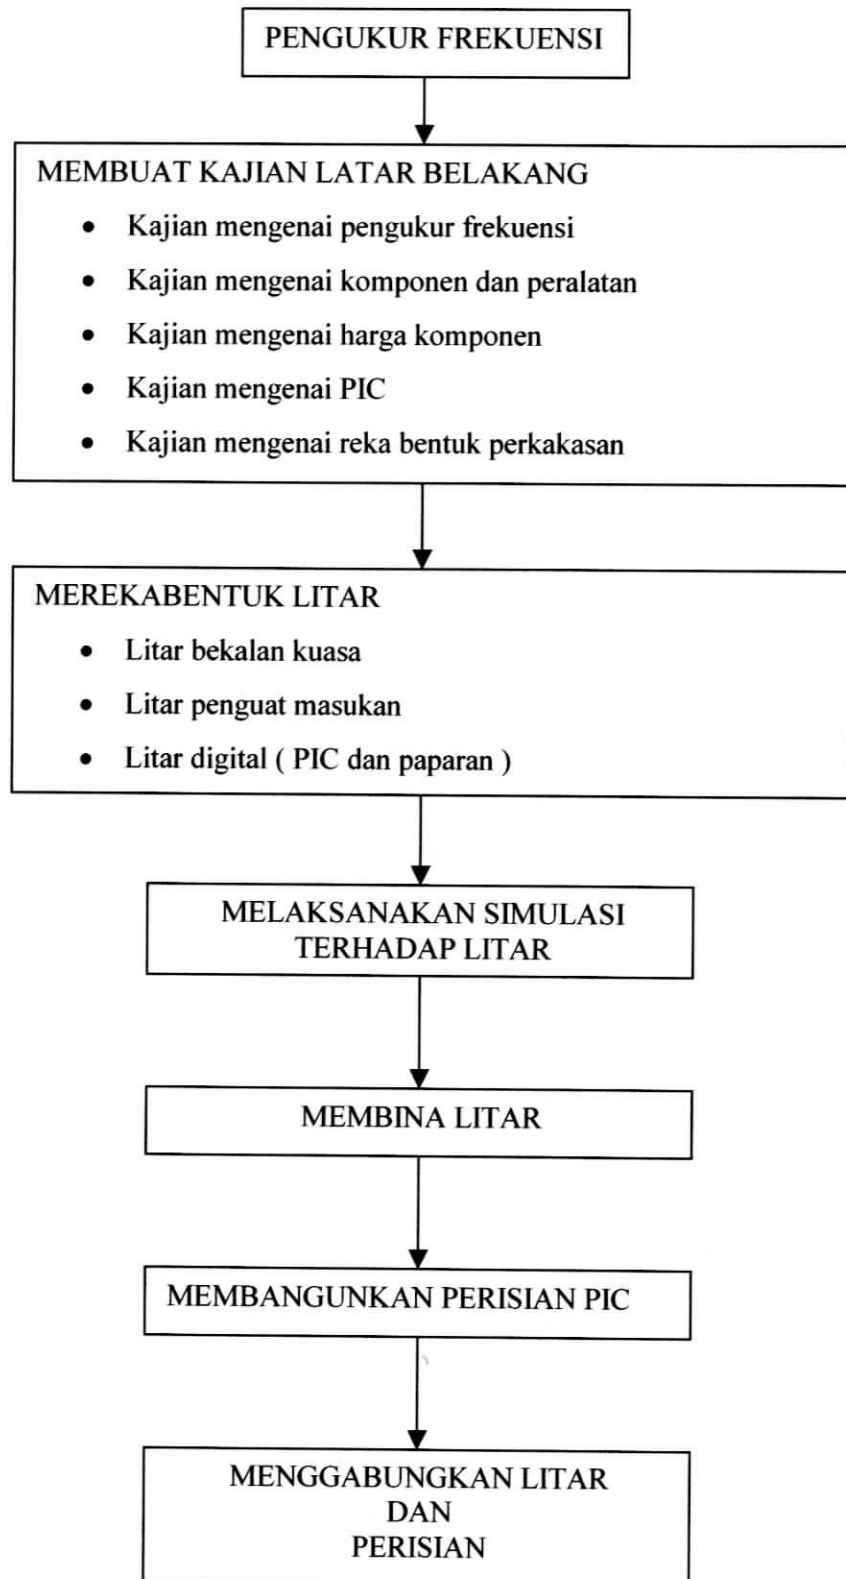 PENGUKUR FREKUENSI
MEMBUAT KAJIAN LATAR BELAKANG
• Kajian mengenai pengukur frekuensi
• Kajian mengenai komponen dan peralatan
• Kajian mengenai harga komponen
• Kajian mengenai PIC
• Kajian mengenai reka bentuk perkakasan
MEREKABENTUK LITAR
• Litar bekalan kuasa
• Litar penguat masukan
• Litar digital ( PIC dan paparan )
MELAKSANAKAN SIMULASI
TERHADAP LITAR
MEMBINA LITAR
MEMBANGUNKAN PERISIAN PIC
MENGGABUNGKAN LITAR
DAN
PERISIAN